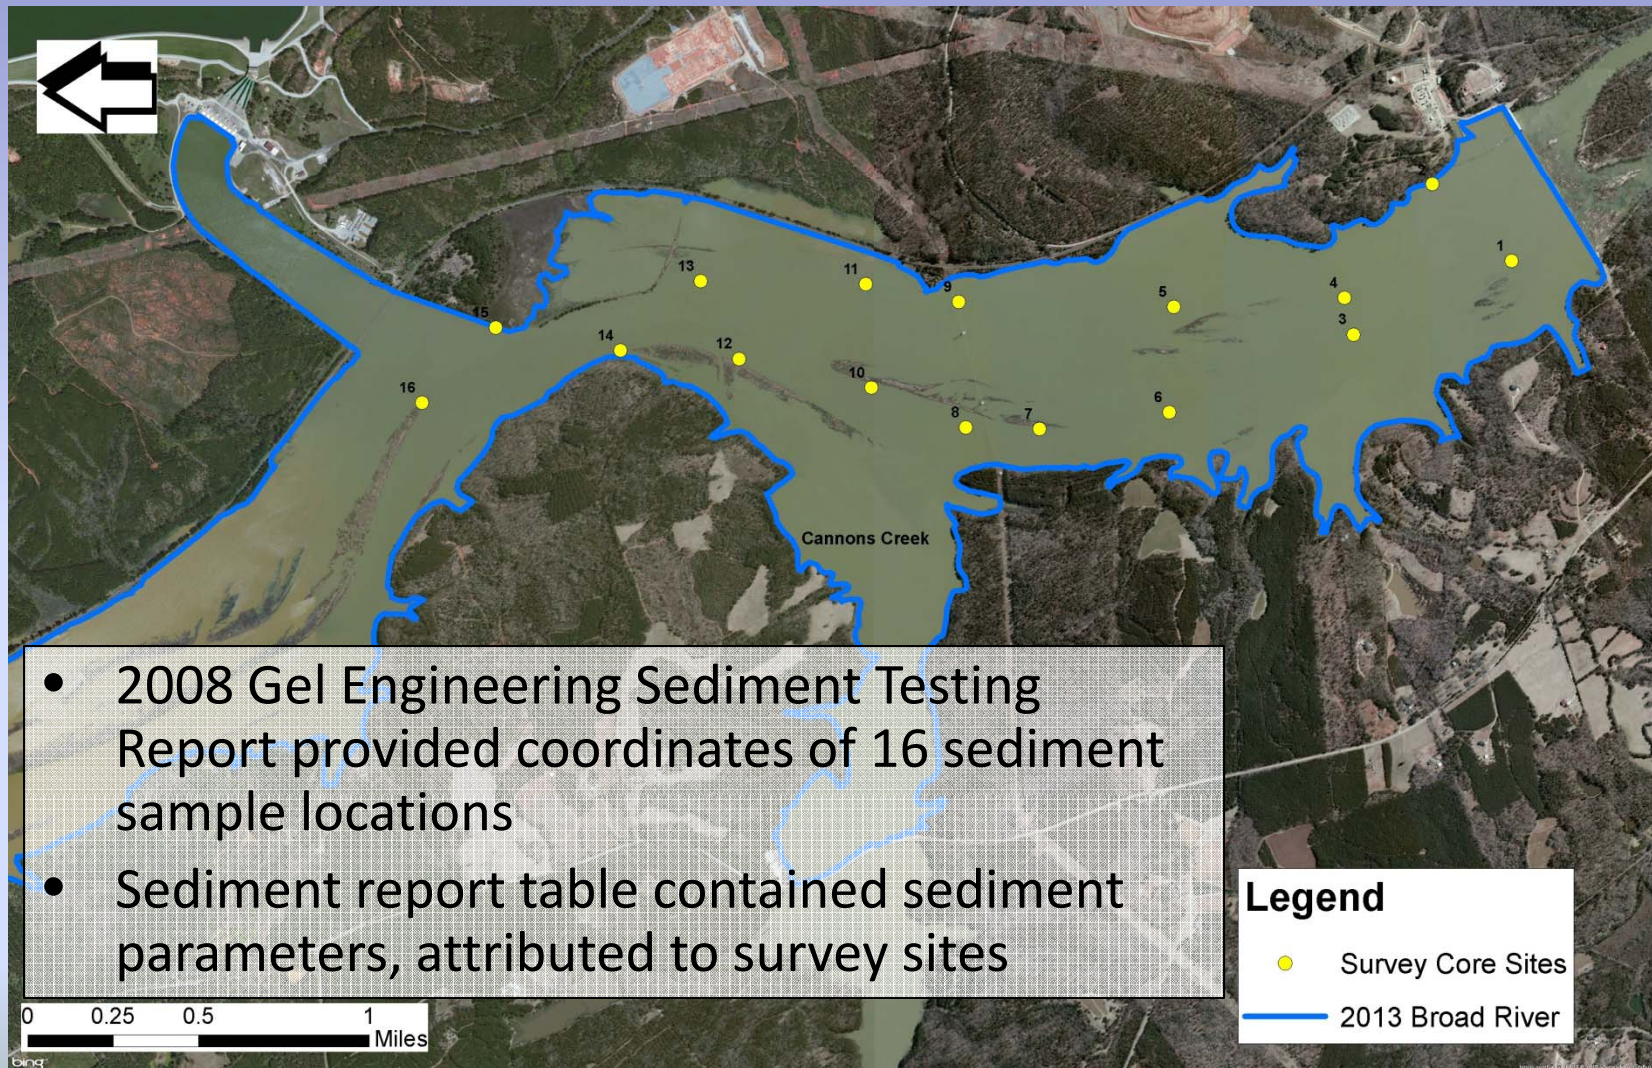 15
13
11
9
5
4
1
3
14
12
10
16
8
7
6
Cannons Creek
• 2008 Gel Engineering Sediment Testing
Report provided coordinates of 16 sediment
sample locations
• Sediment report table contained sediment
parameters, attributed to survey sites
Legend
Survey Core Sites
2013 Broad River
0 0.25 0.5 1
Miles
bing